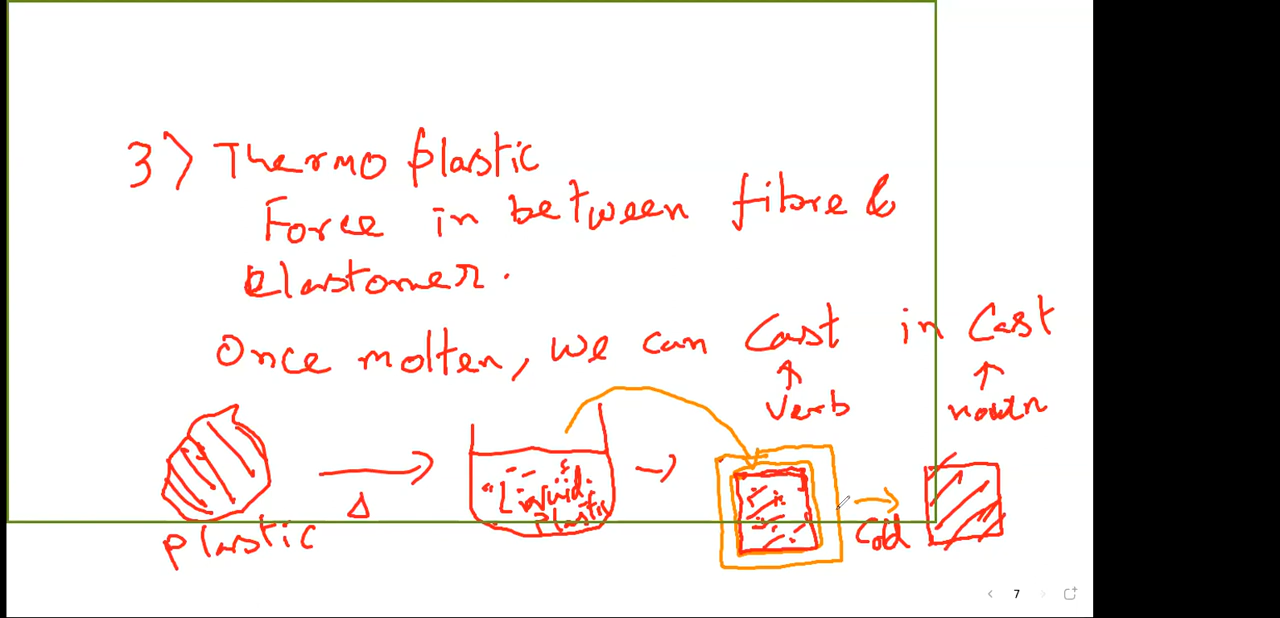 3) Thermo plastic
Force in between fibre &
elastomer.
Once molten, we can Cast in Cast
verb noun
Δ
"Liquid.
Plastic
plastic
Cold
7